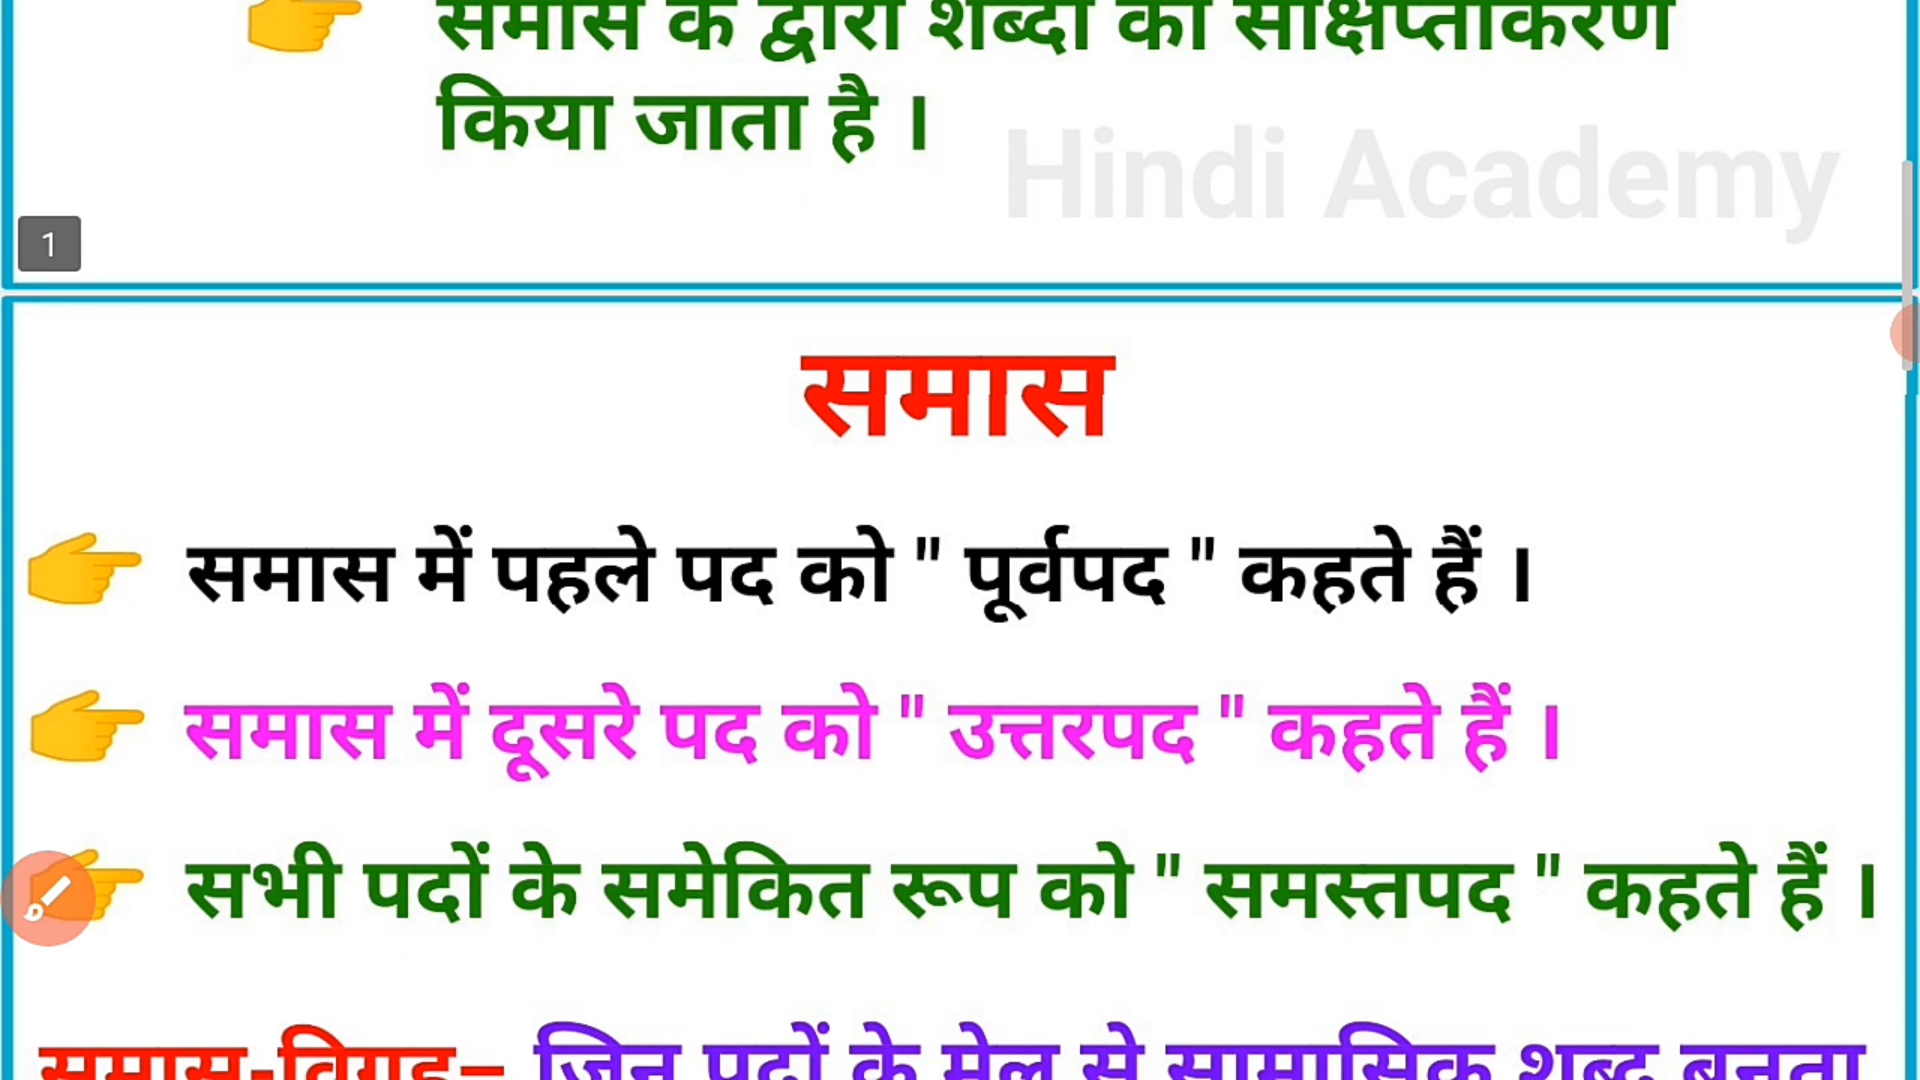 समास के द्वारा शब्दों का संक्षिप्तीकरण
किया जाता है ।
Hindi Academy
1
समास
समास में पहले पद को " पूर्वपद " कहते हैं ।
समास में दूसरे पद को " उत्तरपद " कहते हैं ।
सभी पदों के समेकित रूप को " समस्तपद " कहते हैं ।
समास-विग्रह– जिन पदों के मेल से सामासिक शब्द बनता